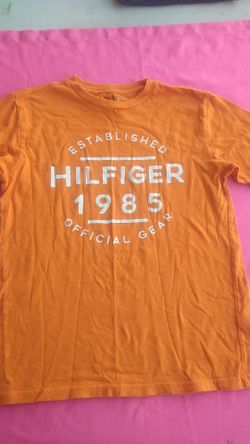 ESTABLISHED
HILFIGER
1985
OFFICIAL GEAR